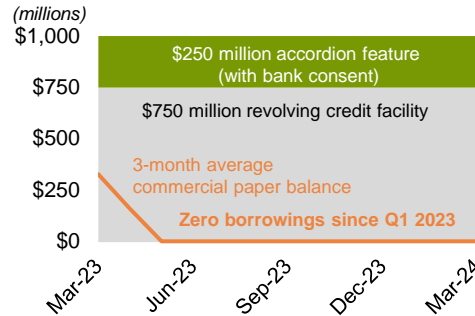 (millions)
$1,000
$750
$500
$250
$0
$250 million accordion feature
(with bank consent)
$750 million revolving credit facility
3-month average
commercial paper balance
Zero borrowings since Q1 2023
Mar-23
Jun-23
Sep-23
Dec-23
Mar-24